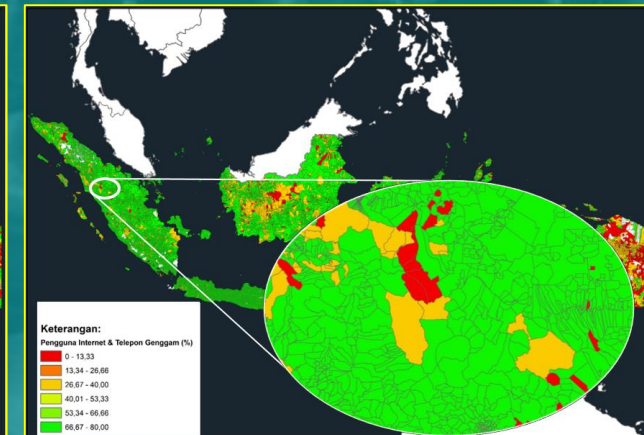 Keterangan:
Pengguna Internet & Telepon Genggam (%)
0 - 13,33
13,34 - 26,66
26,67 - 40,00
40,01 - 53,33
53,34 - 66,66
66,67 - 80,00